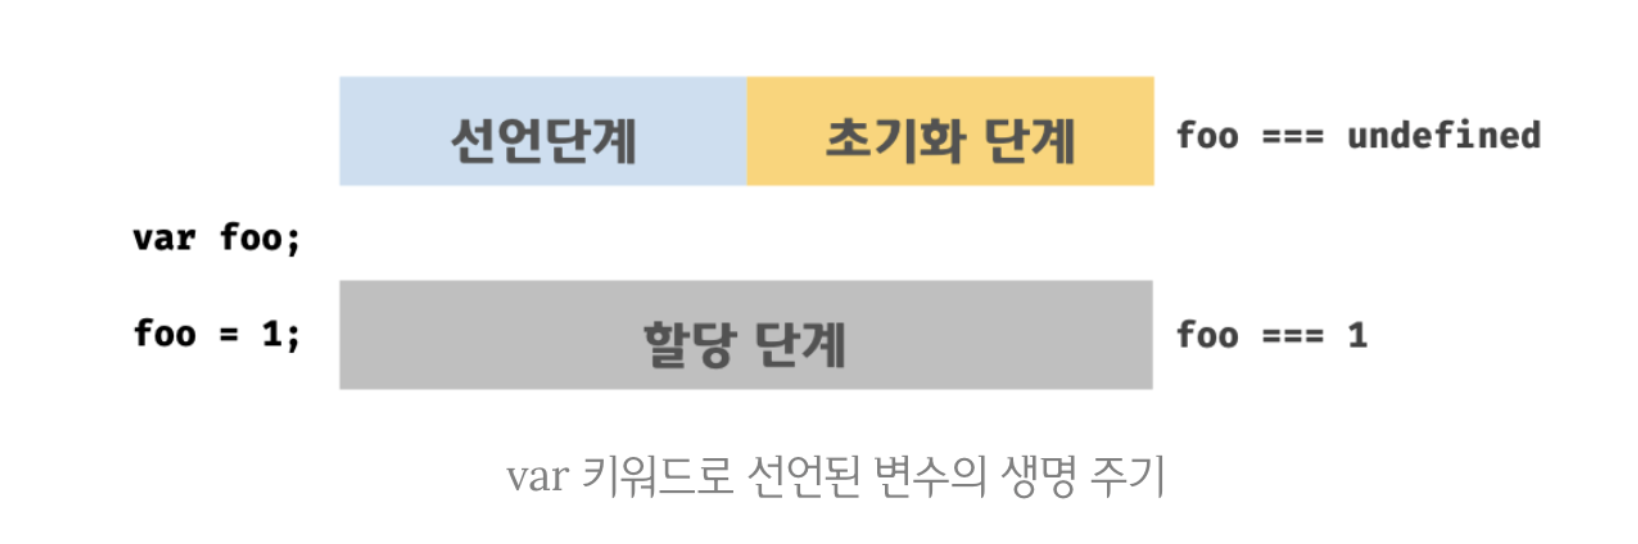 선언단계 초기화 단계 foo === undefined
var foo;
foo = 1; 할당 단계 foo === 1
var 키워드로 선언된 변수의 생명 주기